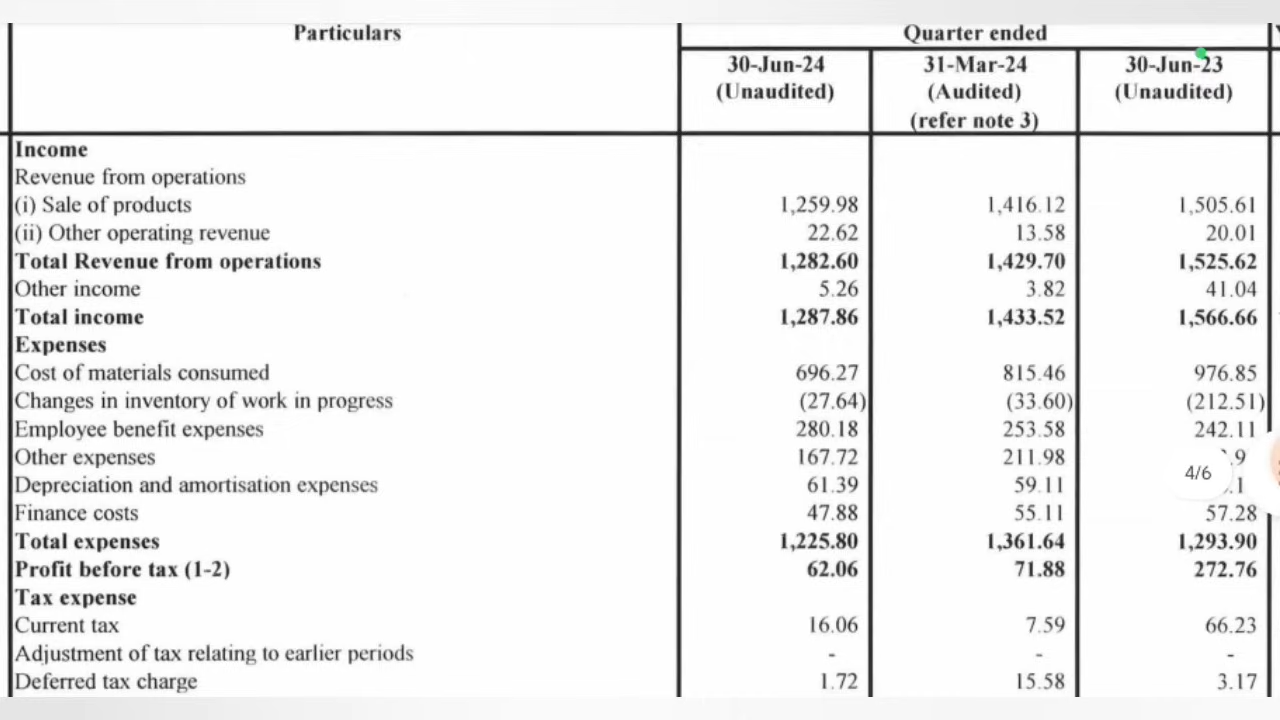 Particulars Quarter ended
30-Jun-24 31-Mar-24 30-Jun-23
(Unaudited) (Audited) (Unaudited)
(refer note 3)
Income
Revenue from operations
(i) Sale of products 1,259.98 1,416.12 1,505.61
(ii) Other operating revenue 22.62 13.58 20.01
Total Revenue from operations 1,282.60 1,429.70 1,525.62
Other income 5.26 3.82 41.04
Total income 1,287.86 1,433.52 1,566.66
Expenses
Cost of materials consumed 696.27 815.46 976.85
Changes in inventory of work in progress (27.64) (33.60) (212.51)
Employee benefit expenses 280.18 253.58 242.11
Other expenses 167.72 211.98
4/6
Depreciation and amortisation expenses 61.39 59.11
Finance costs 47.88 55.11 57.28
Total expenses 1,225.80 1,361.64 1,293.90
Profit before tax (1-2) 62.06 71.88 272.76
Tax expense
Current tax 16.06 7.59 66.23
Adjustment of tax relating to earlier periods - - -
Deferred tax charge 1.72 15.58 3.17